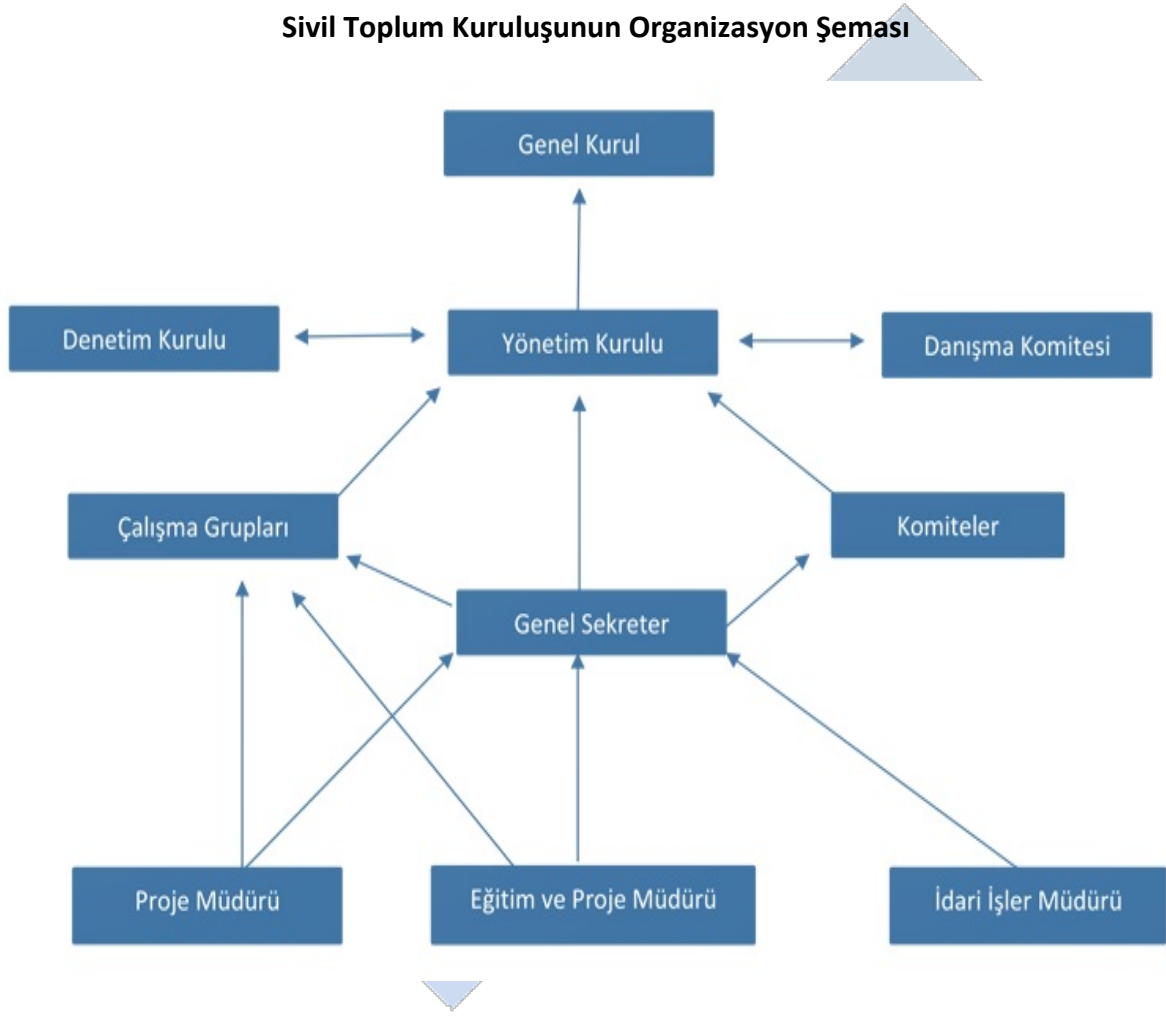 Sivil Toplum Kuruluşunun Organizasyon Şeması
Genel Kurul
Denetim Kurulu
Yönetim Kurulu
Danışma Komitesi
Çalışma Grupları
Komiteler
Genel Sekreter
Proje Müdürü
Eğitim ve Proje Müdürü
İdari İşler Müdürü